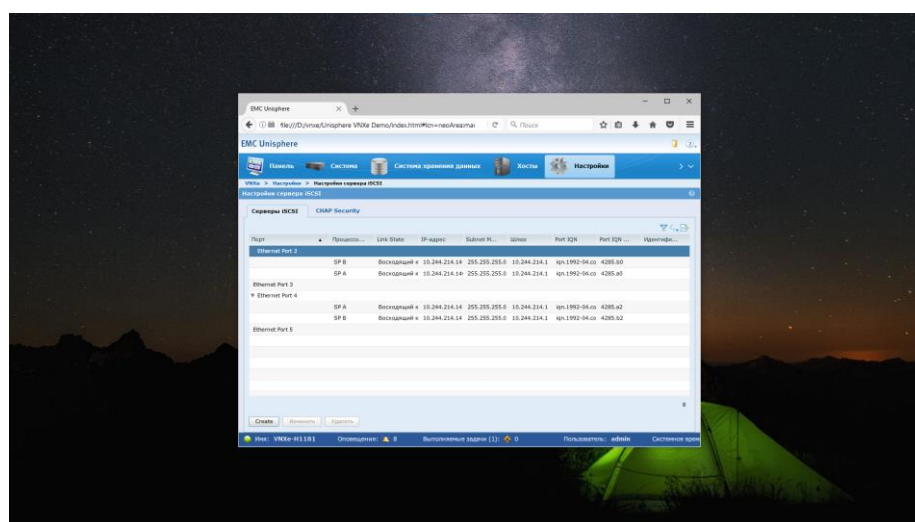 EMC Unisphere
file:///D:/vnxe/Unisphere VNXe Demo/index.html#lcn=neoArea:ma
Поиск
EMC Unisphere
Панель Система Система хранения данных Хосты Настройки
VNXe > Настройки > Настройки сервера iSCSI
Настройки сервера iSCSI
Серверы iSCSI CHAP Security
Порт Процессо... Link State IP-адрес Subnet M... Шлюз Port IQN Port IQN ... Идентифи...
Ethernet Port 2
SP B Восходящий к 10.244.214.14 255.255.255.0 10.244.214.1 iqn.1992-04.co 4285.b0
SP A Восходящий к 10.244.214.14 255.255.255.0 10.244.214.1 iqn.1992-04.co 4285.a0
Ethernet Port 3
Ethernet Port 4
SP A Восходящий к 10.244.214.14 255.255.255.0 10.244.214.1 iqn.1992-04.co 4285.a2
SP B Восходящий к 10.244.214.14 255.255.255.0 10.244.214.1 iqn.1992-04.co 4285.b2
Ethernet Port 5
Create Изменить Удалить
Имя: VNXe-H1181 Оповещение: 8 Выполняемые задачи (1): 0 Пользователь: admin Системное врем